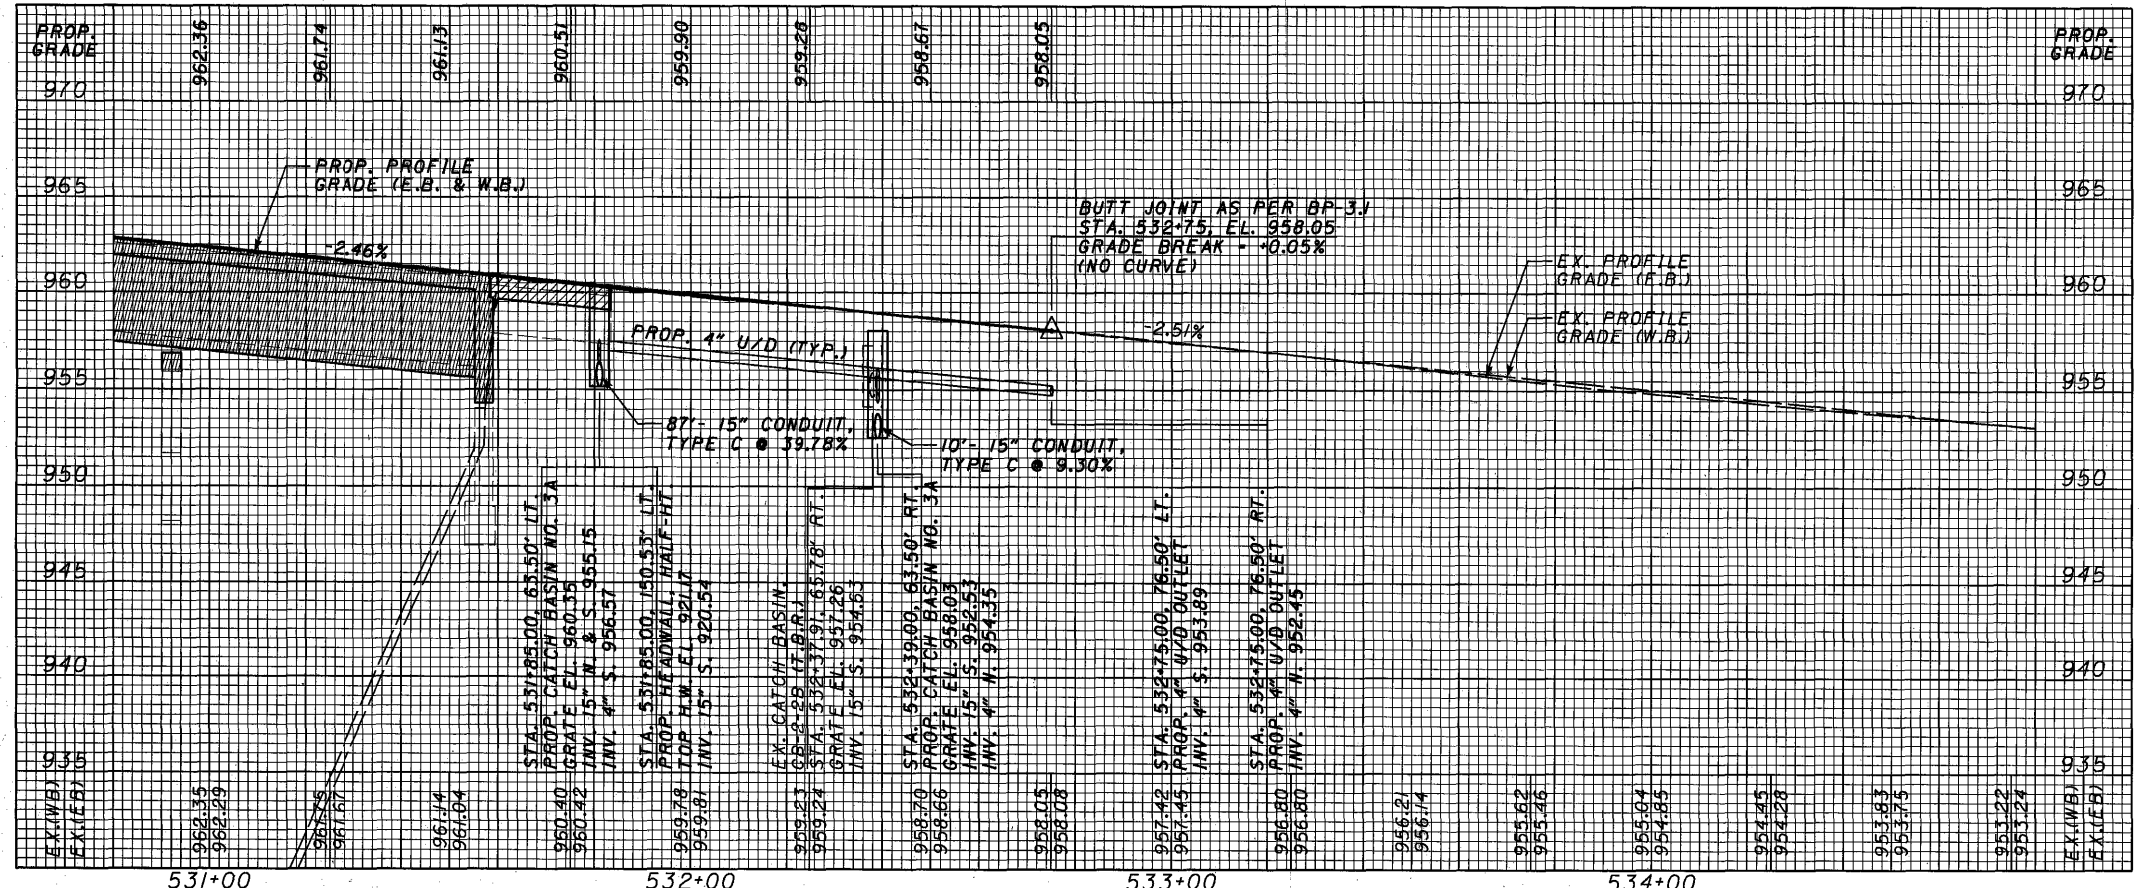 PROP.
GRADE
962.36
961.74
961.13
960.51
959.90
959.28
958.67
958.05
PROP.
GRADE
970
970
965
965
960
960
955
955
950
950
945
945
940
940
935
935
PROP. PROFILE
GRADE (E.B. & W.B.)
-2.46%
BUTT JOINT AS PER BP-3.1
STA. 532+75, EL. 958.05
GRADE BREAK = +0.05%
(NO CURVE)
EX. PROFILE
GRADE (E.B.)
EX. PROFILE
GRADE (W.B.)
-2.51%
PROP. 4" U/D (TYP.)
87'- 15" CONDUIT,
TYPE C @ 39.78%
10'- 15" CONDUIT,
TYPE C @ 9.30%
STA. 531+85.00, 63.50' LT.
PROP. CATCH BASIN NO. 3A
GRATE EL. 960.35
INV. 15" N. & S. 955.15
INV. 4" S. 956.57
STA. 531+85.00, 150.53' LT.
PROP. HEADWALL, HALF-HT.
TOP H.W. EL. 921.17
INV. 15" S. 920.54
EX. CATCH BASIN,
CB-2-2B (T.B.R.)
STA. 532+37.91, 65.78' RT.
GRATE EL. 957.26
INV. 15" S. 954.63
STA. 532+39.00, 63.50' RT.
PROP. CATCH BASIN NO. 3A
GRATE EL. 958.03
INV. 15" S. 952.53
INV. 4" N. 954.35
STA. 532+75.00, 76.50' LT.
PROP. 4" U/D OUTLET
INV. 4" S. 953.89
STA. 532+75.00, 76.50' RT.
PROP. 4" U/D OUTLET
INV. 4" N. 952.45
EX.(WB)
EX.(EB)
962.35
962.29
961.75
961.67
961.14
961.04
960.40
960.42
959.78
959.81
959.23
959.24
958.70
958.66
958.05
958.08
957.42
957.45
956.80
956.80
956.21
956.14
955.62
955.46
955.04
954.85
954.45
954.28
953.83
953.75
953.22
953.24
EX.(WB)
EX.(EB)
531+00
532+00
533+00
534+00